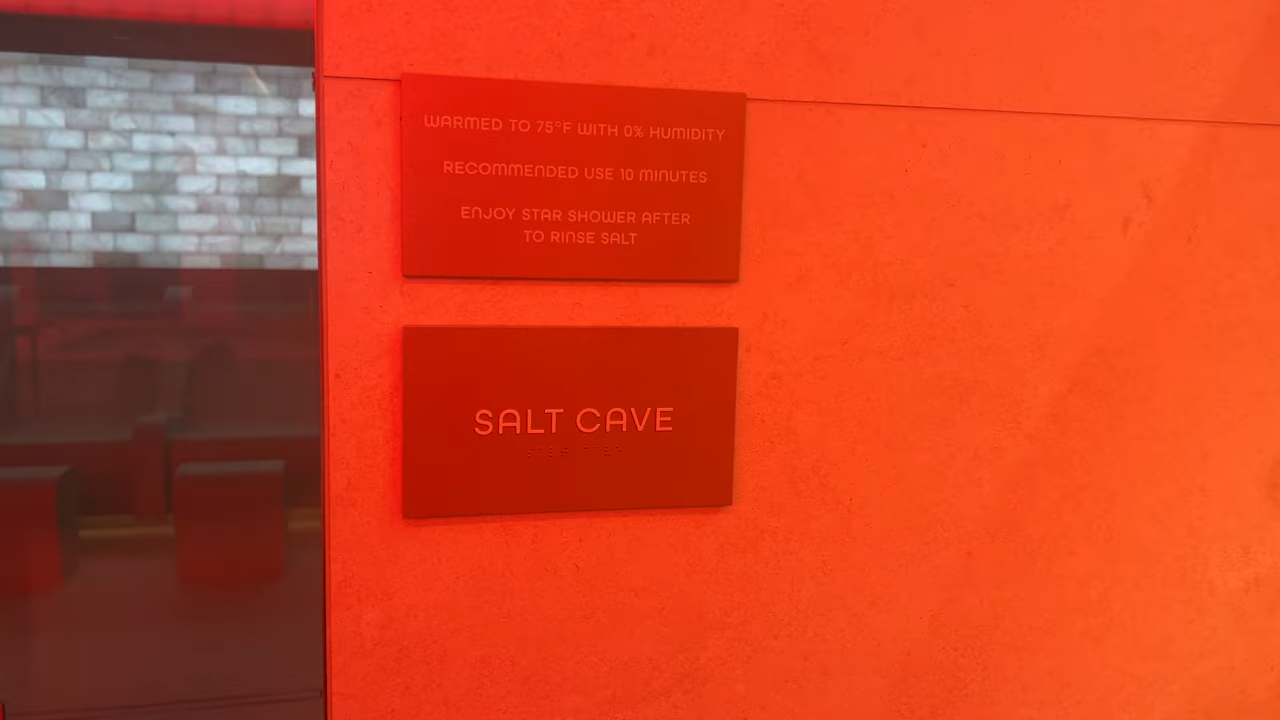 WARMED TO 75°F WITH 0% HUMIDITY
RECOMMENDED USE 10 MINUTES
ENJOY STAR SHOWER AFTER
TO RINSE SALT
SALT CAVE